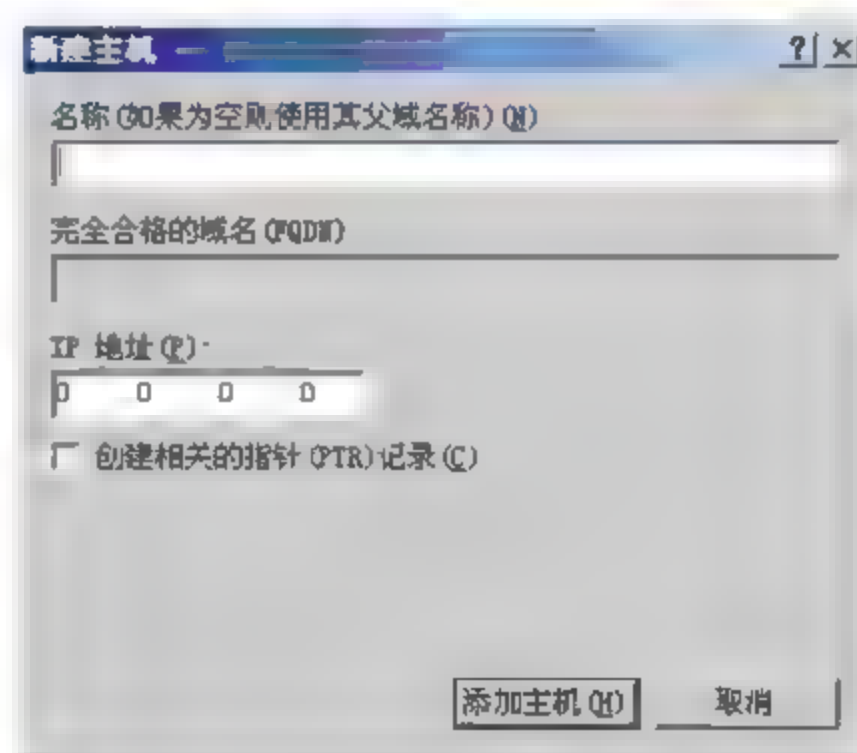 新建主机
名称(如果为空则使用其父域名称)(N)
完全合格的域名(FQDN)
IP 地址(P):
0 0 0 0
创建相关的指针(PTR)记录(C)
添加主机(H) 取消